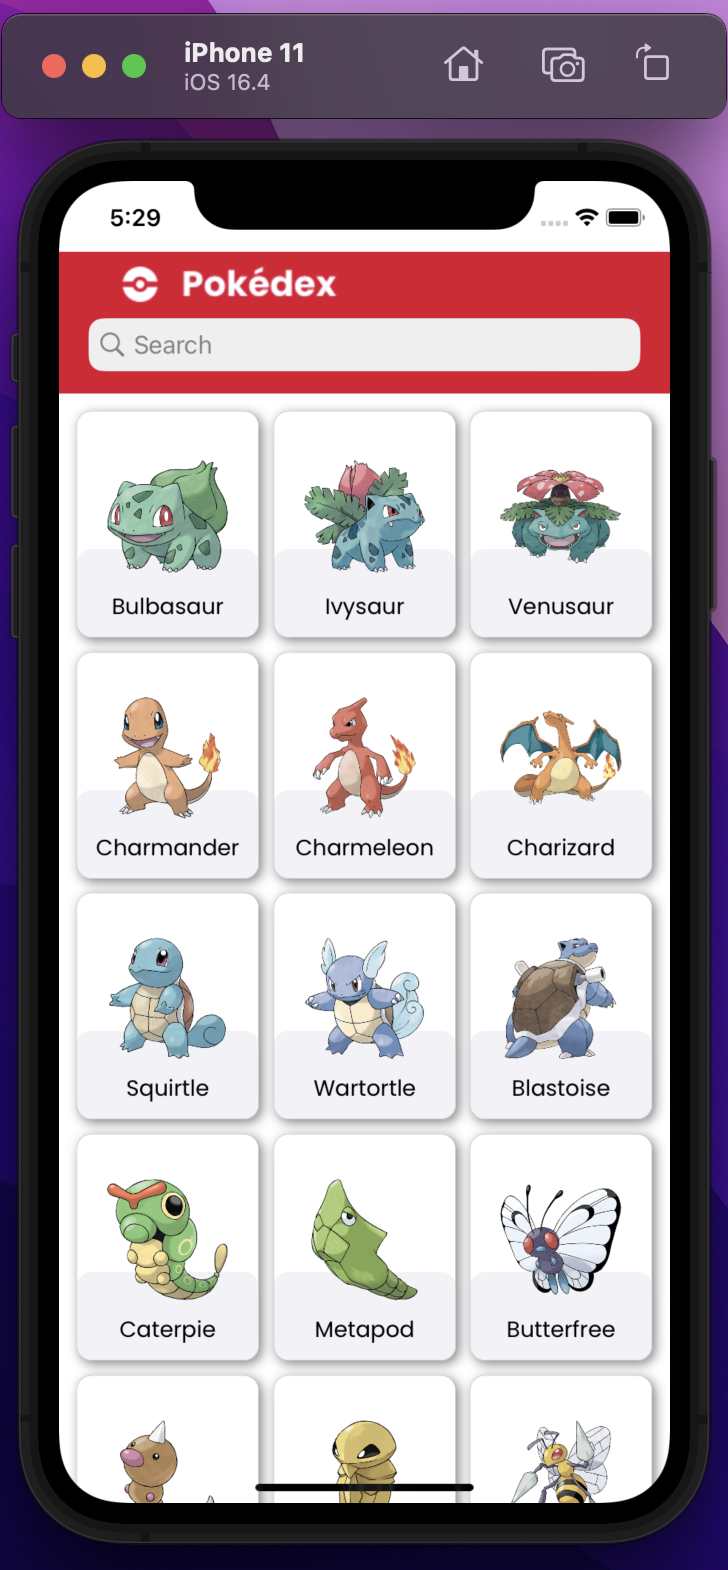 iPhone 11
iOS 16.4
5:29
Pokédex
Search
Bulbasaur
Ivysaur
Venusaur
Charmander
Charmeleon
Charizard
Squirtle
Wartortle
Blastoise
Caterpie
Metapod
Butterfree